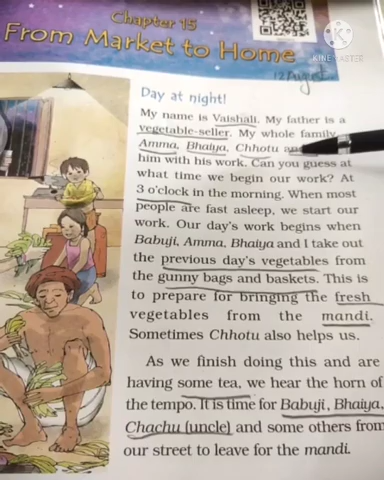 Chapter 15
From Market to Home
KINEMASTER
12 August
Day at night!
My name is Vaishali. My father is a
vegetable-seller. My whole family
Amma, Bhaiya, Chhotu
him with his work. Can you guess at
what time we begin our work? At
3 o'clock in the morning. When most
people are fast asleep, we start our
work. Our day's work begins when
Babuji, Amma, Bhaiya and I take out
the previous day's vegetables from
the gunny bags and baskets. This is
to prepare for bringing the fresh
vegetables from the mandi.
Sometimes Chhotu also helps us.
As we finish doing this and are
having some tea, we hear the horn of
the tempo. It is time for Babuji, Bhaiya,
Chachu (uncle) and some others from
our street to leave for the mandi.